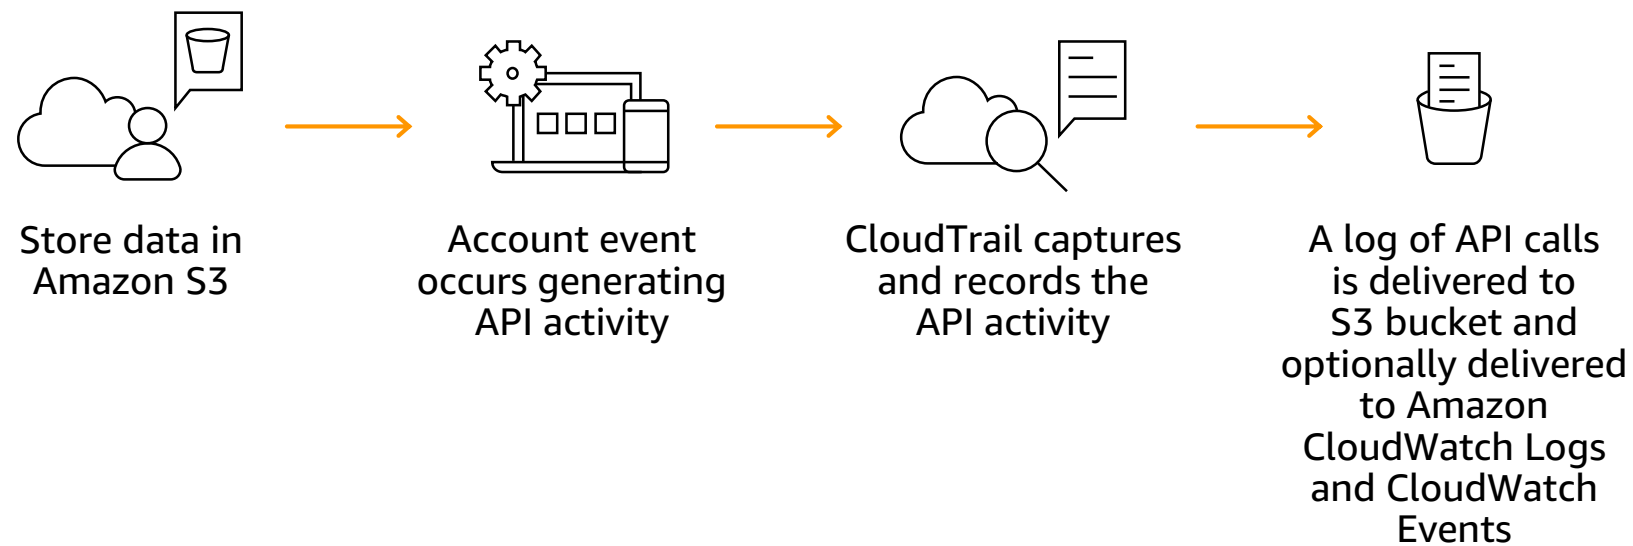 Store data in
Amazon S3
Account event
occurs generating
API activity
CloudTrail captures
and records the
API activity
A log of API calls
is delivered to
S3 bucket and
optionally delivered
to Amazon
CloudWatch Logs
and CloudWatch
Events